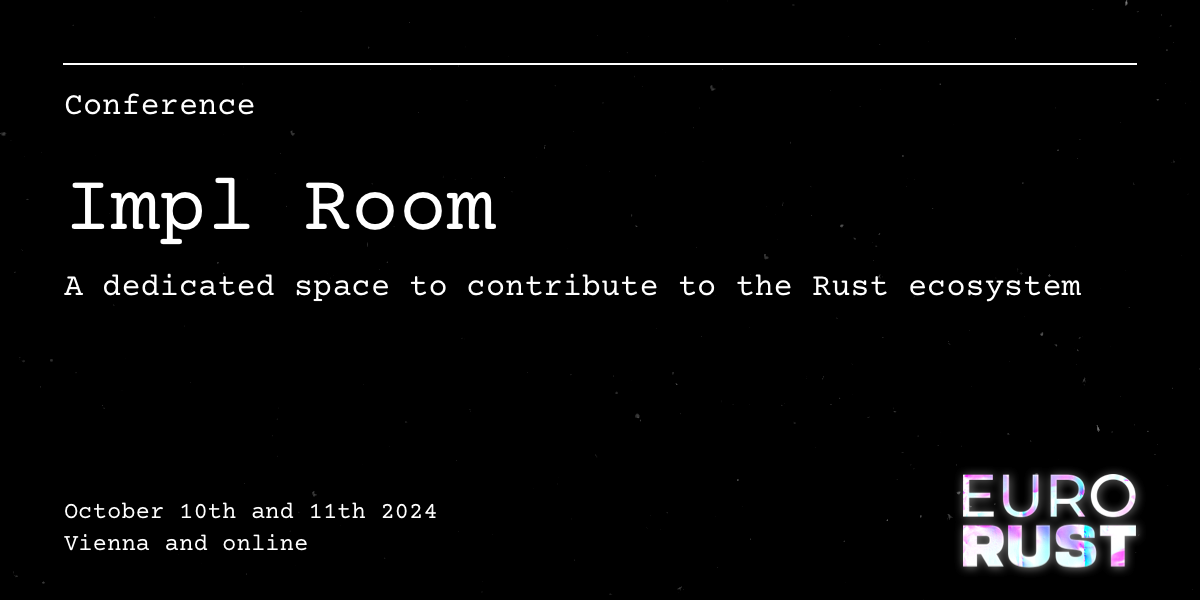 Conference
Impl Room
A dedicated space to contribute to the Rust ecosystem
October 10th and 11th 2024
Vienna and online
EURO
RUST